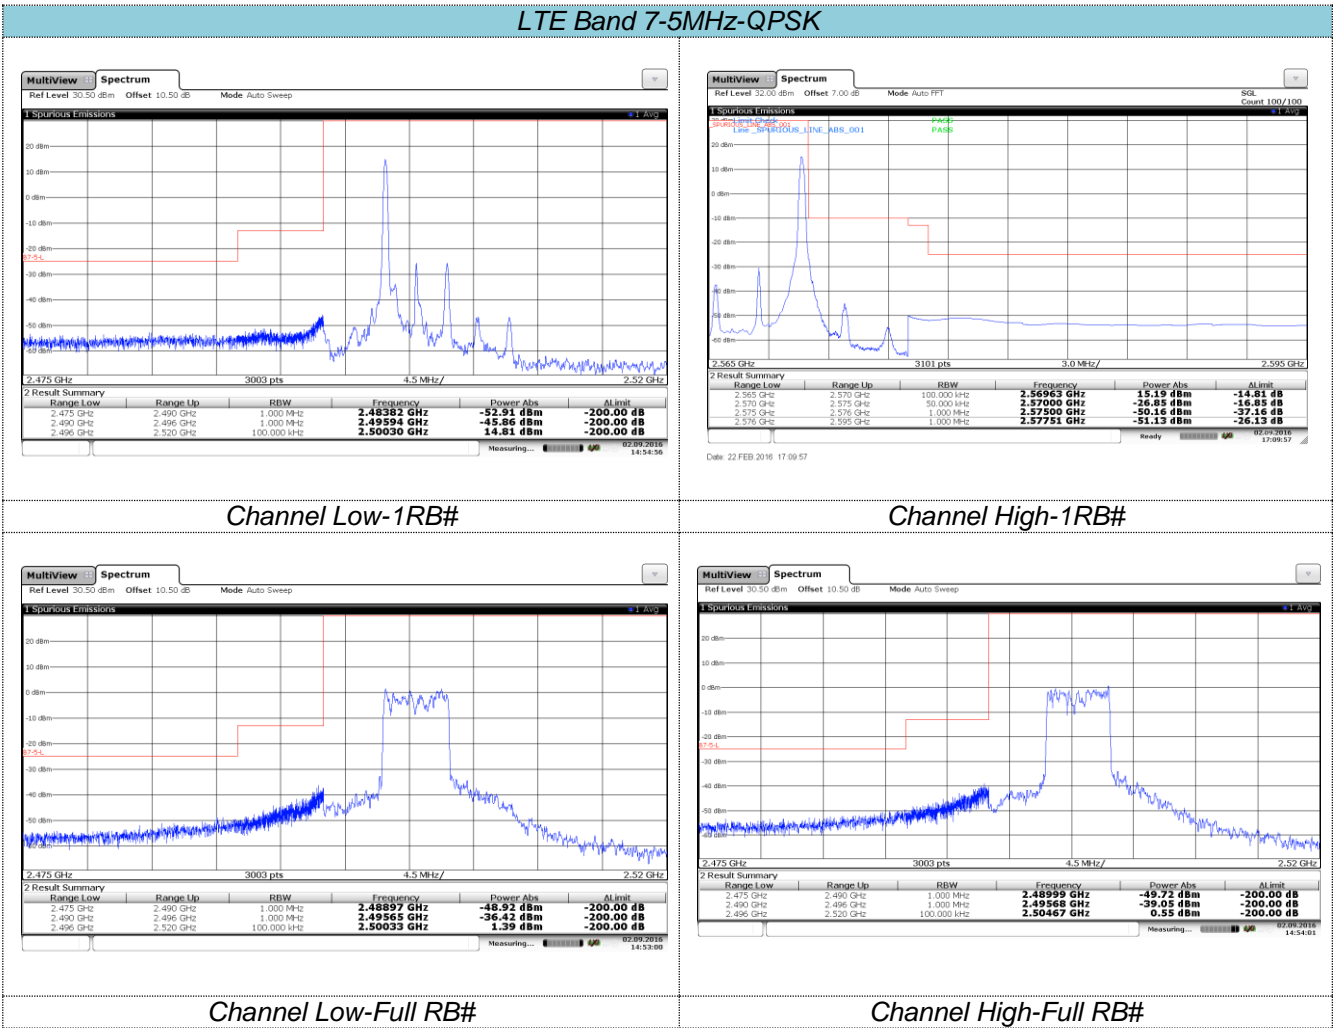 LTE Band 7-5MHz-QPSK
MultiView Spectrum
Ref Level 30.50 dBm Offset 10.50 dB Mode Auto Sweep
1 Spurious Emissions 1 Avg
20 dBm
10 dBm
0 dBm
-10 dBm
-20 dBm
B7-5-L
-30 dBm
-40 dBm
-50 dBm
-60 dBm
2.475 GHz 3003 pts 4.5 MHz/ 2.52 GHz
2 Result Summary
Range Low Range Up RBW Frequency Power Abs ΔLimit
2.475 GHz 2.490 GHz 1.000 MHz 2.48382 GHz -52.91 dBm -200.00 dB
2.490 GHz 2.496 GHz 1.000 MHz 2.49594 GHz -45.86 dBm -200.00 dB
2.496 GHz 2.520 GHz 100.000 kHz 2.50030 GHz 14.81 dBm -200.00 dB
Measuring... 02.09.2016
14:54:56
MultiView Spectrum
Ref Level 32.00 dBm Offset 7.00 dB Mode Auto FFT SGL
Count 100/100
1 Spurious Emissions 1 Avg
Limit Check PASS
_SPURIOUS_LINE_ABS_001
Line _SPURIOUS_LINE_ABS_001 PASS
20 dBm
10 dBm
0 dBm
-10 dBm
-20 dBm
-30 dBm
-40 dBm
-50 dBm
-60 dBm
2.565 GHz 3101 pts 3.0 MHz/ 2.595 GHz
2 Result Summary
Range Low Range Up RBW Frequency Power Abs ΔLimit
2.565 GHz 2.570 GHz 100.000 kHz 2.56963 GHz 15.19 dBm -14.81 dB
2.570 GHz 2.575 GHz 50.000 kHz 2.57000 GHz -26.85 dBm -16.85 dB
2.575 GHz 2.576 GHz 1.000 MHz 2.57500 GHz -50.16 dBm -37.16 dB
2.576 GHz 2.595 GHz 1.000 MHz 2.57751 GHz -51.13 dBm -26.13 dB
Ready 02.09.2016
17:09:57
Date: 22.FEB.2016 17:09:57
Channel Low-1RB# Channel High-1RB#
MultiView Spectrum
Ref Level 30.50 dBm Offset 10.50 dB Mode Auto Sweep
1 Spurious Emissions 1 Avg
20 dBm
10 dBm
0 dBm
-10 dBm
-20 dBm
B7-5-L
-30 dBm
-40 dBm
-50 dBm
-60 dBm
2.475 GHz 3003 pts 4.5 MHz/ 2.52 GHz
2 Result Summary
Range Low Range Up RBW Frequency Power Abs ΔLimit
2.475 GHz 2.490 GHz 1.000 MHz 2.48897 GHz -48.92 dBm -200.00 dB
2.490 GHz 2.496 GHz 1.000 MHz 2.49565 GHz -36.42 dBm -200.00 dB
2.496 GHz 2.520 GHz 100.000 kHz 2.50033 GHz 1.39 dBm -200.00 dB
Measuring... 02.09.2016
14:53:00
MultiView Spectrum
Ref Level 30.50 dBm Offset 10.50 dB Mode Auto Sweep
1 Spurious Emissions 1 Avg
20 dBm
10 dBm
0 dBm
-10 dBm
-20 dBm
B7-5-L
-30 dBm
-40 dBm
-50 dBm
-60 dBm
2.475 GHz 3003 pts 4.5 MHz/ 2.52 GHz
2 Result Summary
Range Low Range Up RBW Frequency Power Abs ΔLimit
2.475 GHz 2.490 GHz 1.000 MHz 2.48999 GHz -49.72 dBm -200.00 dB
2.490 GHz 2.496 GHz 1.000 MHz 2.49568 GHz -39.05 dBm -200.00 dB
2.496 GHz 2.520 GHz 100.000 kHz 2.50467 GHz 0.55 dBm -200.00 dB
Measuring... 02.09.2016
14:54:01
Channel Low-Full RB# Channel High-Full RB#